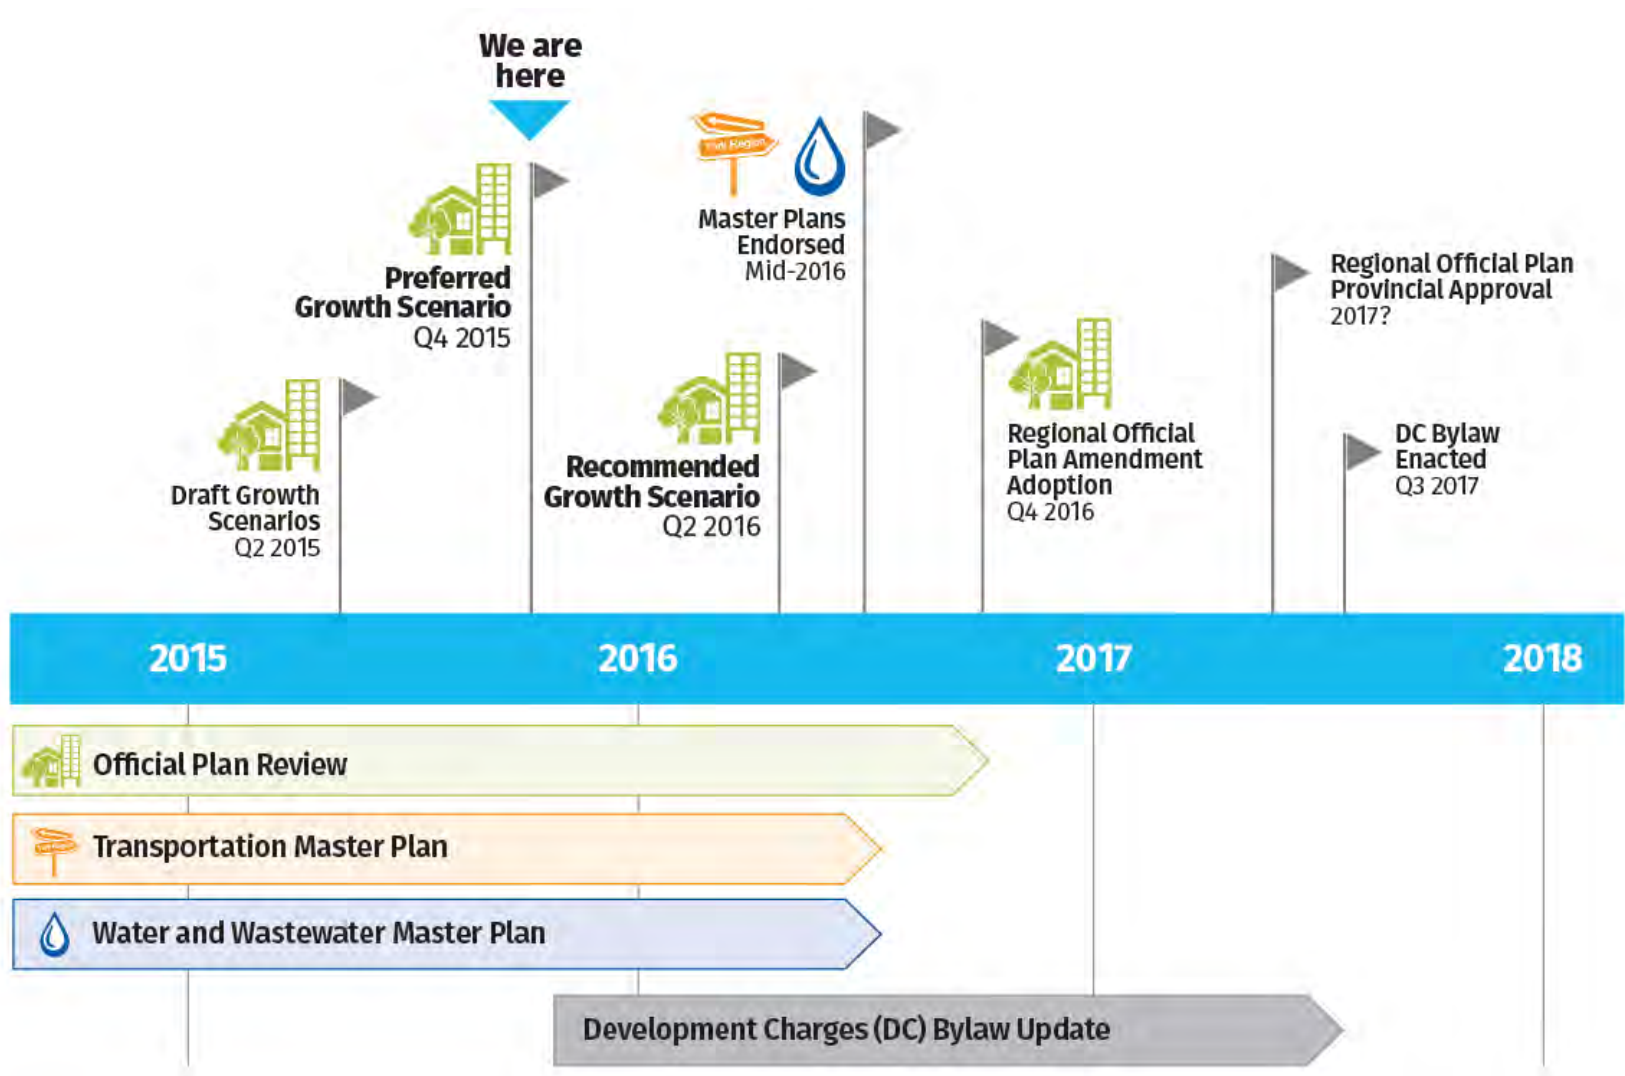 We are
here
Preferred
Growth Scenario
Q4 2015
Draft Growth
Scenarios
Q2 2015
York Region
Master Plans
Endorsed
Mid-2016
Recommended
Growth Scenario
Q2 2016
Regional Official
Plan Amendment
Adoption
Q4 2016
Regional Official Plan
Provincial Approval
2017?
DC Bylaw
Enacted
Q3 2017
2015
2016
2017
2018
Official Plan Review
Transportation Master Plan
Water and Wastewater Master Plan
Development Charges (DC) Bylaw Update